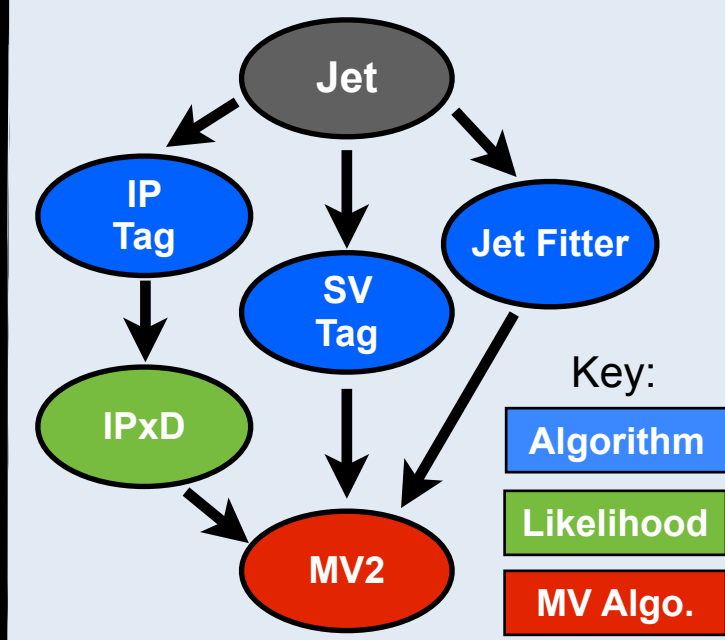 Jet
IP
Tag
Jet Fitter
SV
Tag
IPxD
MV2
Key:
Algorithm
Likelihood
MV Algo.